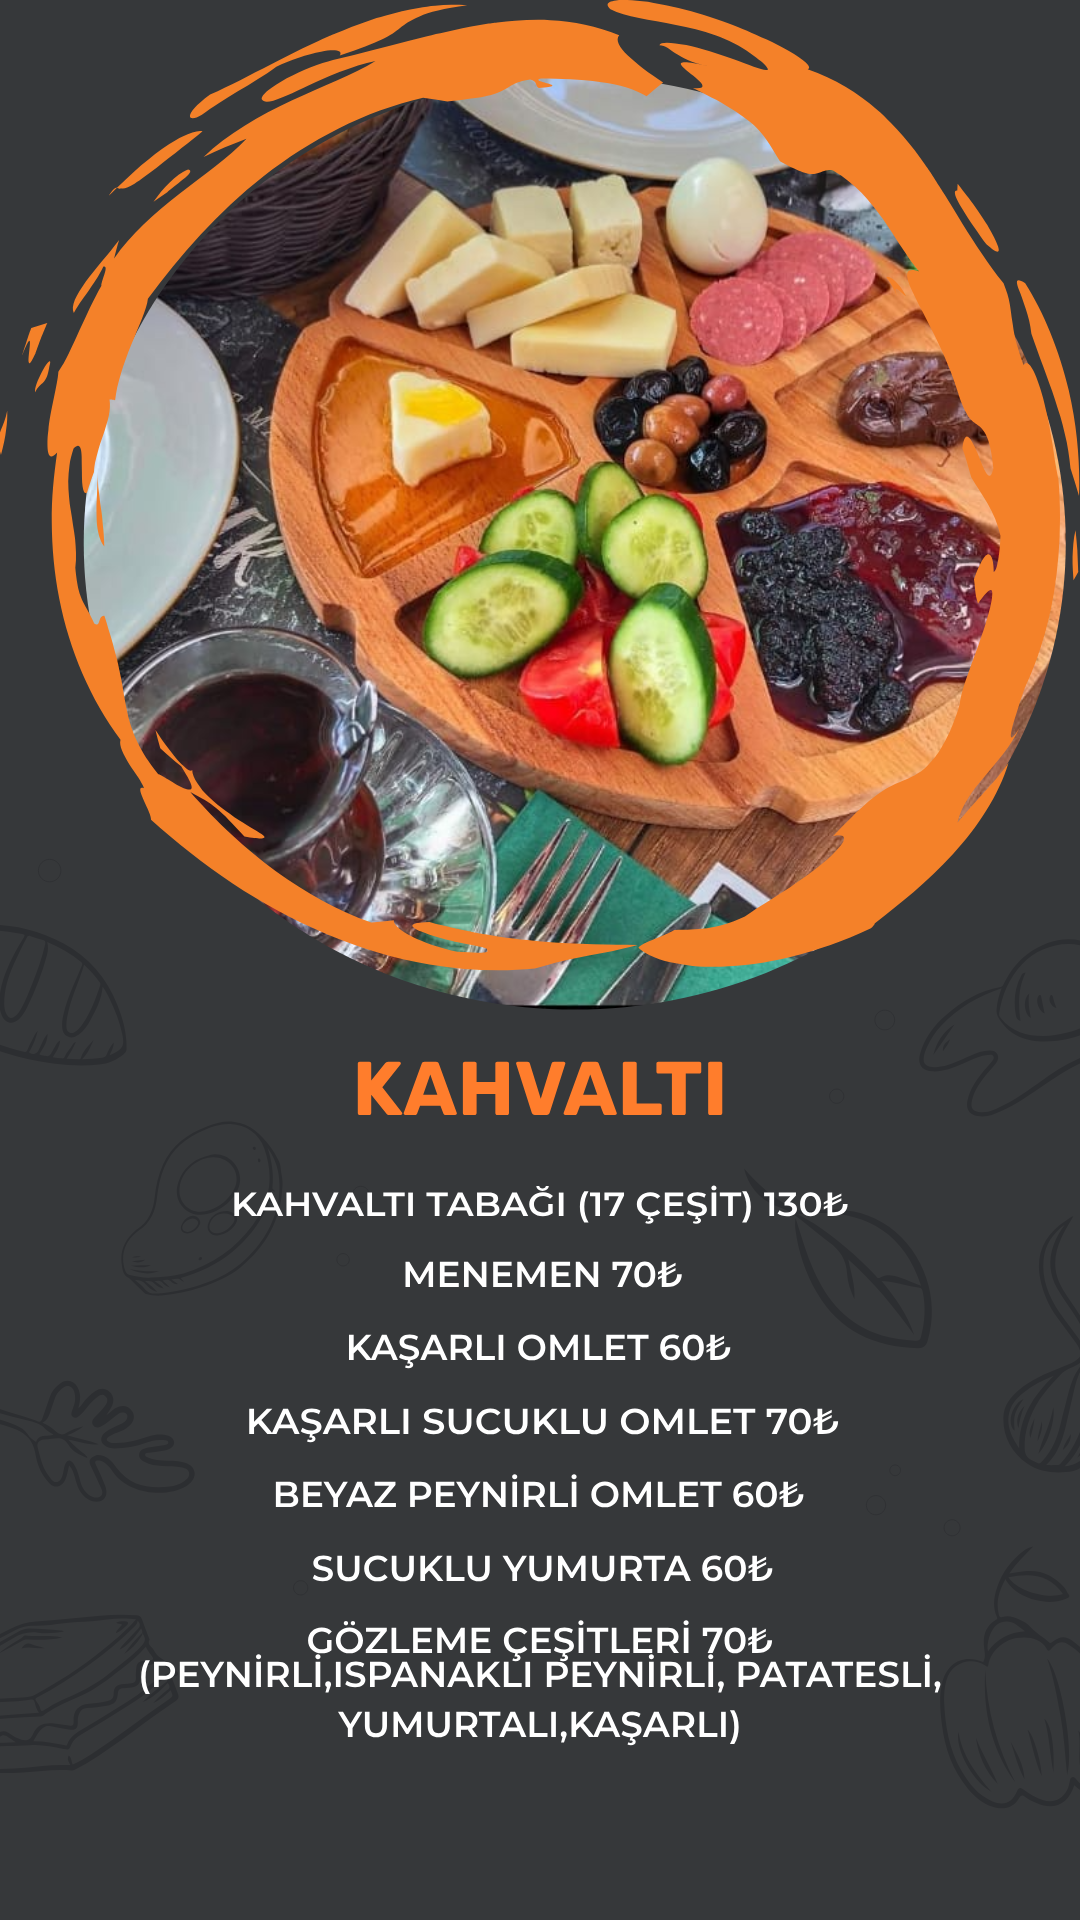 KAHVALTI
KAHVALTI TABAĞI (17 ÇEŞİT) 130₺
MENEMEN 70₺
KAŞARLI OMLET 60₺
KAŞARLI SUCUKLU OMLET 70₺
BEYAZ PEYNİRLİ OMLET 60₺
SUCUKLU YUMURTA 60₺
GÖZLEME ÇEŞİTLERİ 70₺
(PEYNİRLİ,ISPANAKLI PEYNİRLİ, PATATESLİ,
YUMURTALI,KAŞARLI)